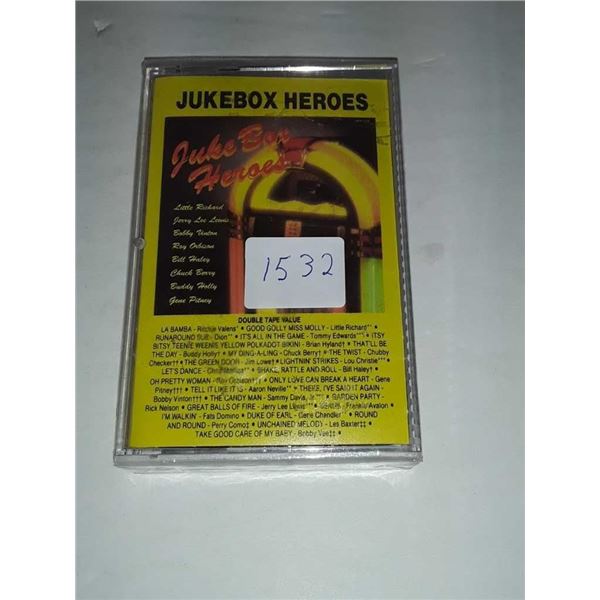 JUKEBOX HEROES
Juke Box
Heroes
Little Richard
Jerry Lee Lewis
Bobby Vinton
Roy Orbison
Bill Haley
Chuck Berry
Buddy Holly
Gene Pitney
1532
DOUBLE TAPE VALUE
LA BAMBA - Ritchie Valens* • GOOD GOLLY MISS MOLLY - Little Richard** •
RUNAROUND SUE - Dion** • IT'S ALL IN THE GAME - Tommy Edwards**† • ITSY
BITSY TEENIE WEENIE YELLOW POLKADOT BIKINI - Brian Hyland† • THAT'LL BE
THE DAY - Buddy Holly† • MY DING-A-LING - Chuck Berry† • THE TWIST - Chubby
Checker†† • THE GREEN DOOR - Jim Lowe† • LIGHTNIN' STRIKES - Lou Christie***
LET'S DANCE - Chris • SHAKE, RATTLE AND ROLL - Bill Haley† •
OH PRETTY WOMAN - Roy Orbison††† • ONLY LOVE CAN BREAK A HEART - Gene
Pitney††† • TELL IT LIKE IT IS - Aaron Neville** • THERE, I'VE SAID IT AGAIN -
Bobby Vinton††† • THE CANDY MAN - Sammy Davis, Jr. • GARDEN PARTY -
Rick Nelson • GREAT BALLS OF FIRE - Jerry Lee Lewis • VENUS - Frankie Avalon •
I'M WALKIN' - Fats Domino • DUKE OF EARL - Gene Chandler • ROUND
AND ROUND - Perry Como‡ • UNCHAINED MELODY - Les Baxter‡‡ •
TAKE GOOD CARE OF MY BABY - Bobby Vee‡‡ •